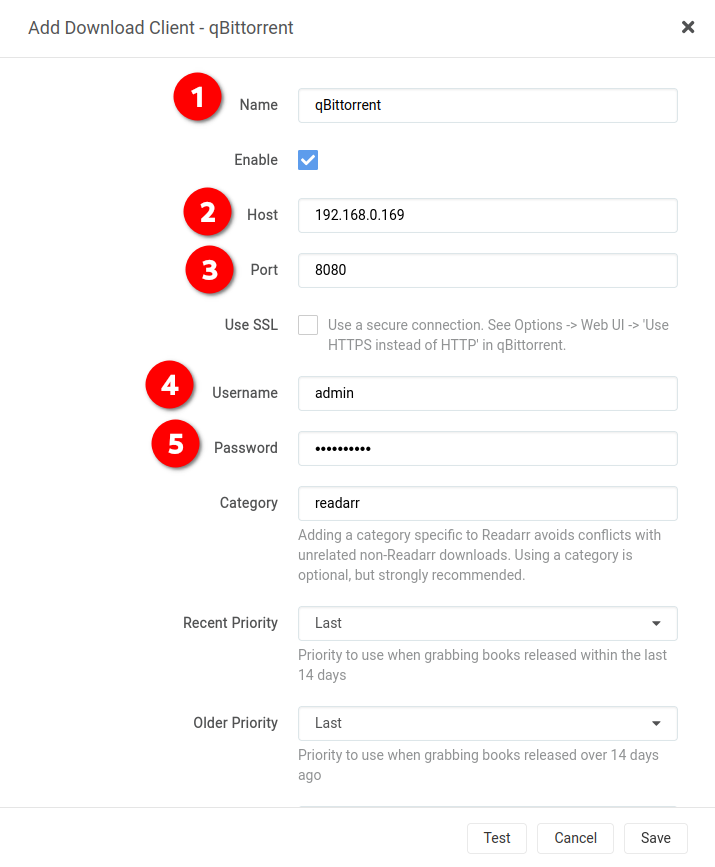 Add Download Client - qBittorrent
1 Name qBittorrent
Enable
2 Host 192.168.0.169
3 Port 8080
Use SSL Use a secure connection. See Options -> Web UI -> 'Use
HTTPS instead of HTTP' in qBittorrent.
4 Username admin
5 Password ••••••••••
Category readarr
Adding a category specific to Readarr avoids conflicts with
unrelated non-Readarr downloads. Using a category is
optional, but strongly recommended.
Recent Priority Last
Priority to use when grabbing books released within the last
14 days
Older Priority Last
Priority to use when grabbing books released over 14 days
ago
Test Cancel Save